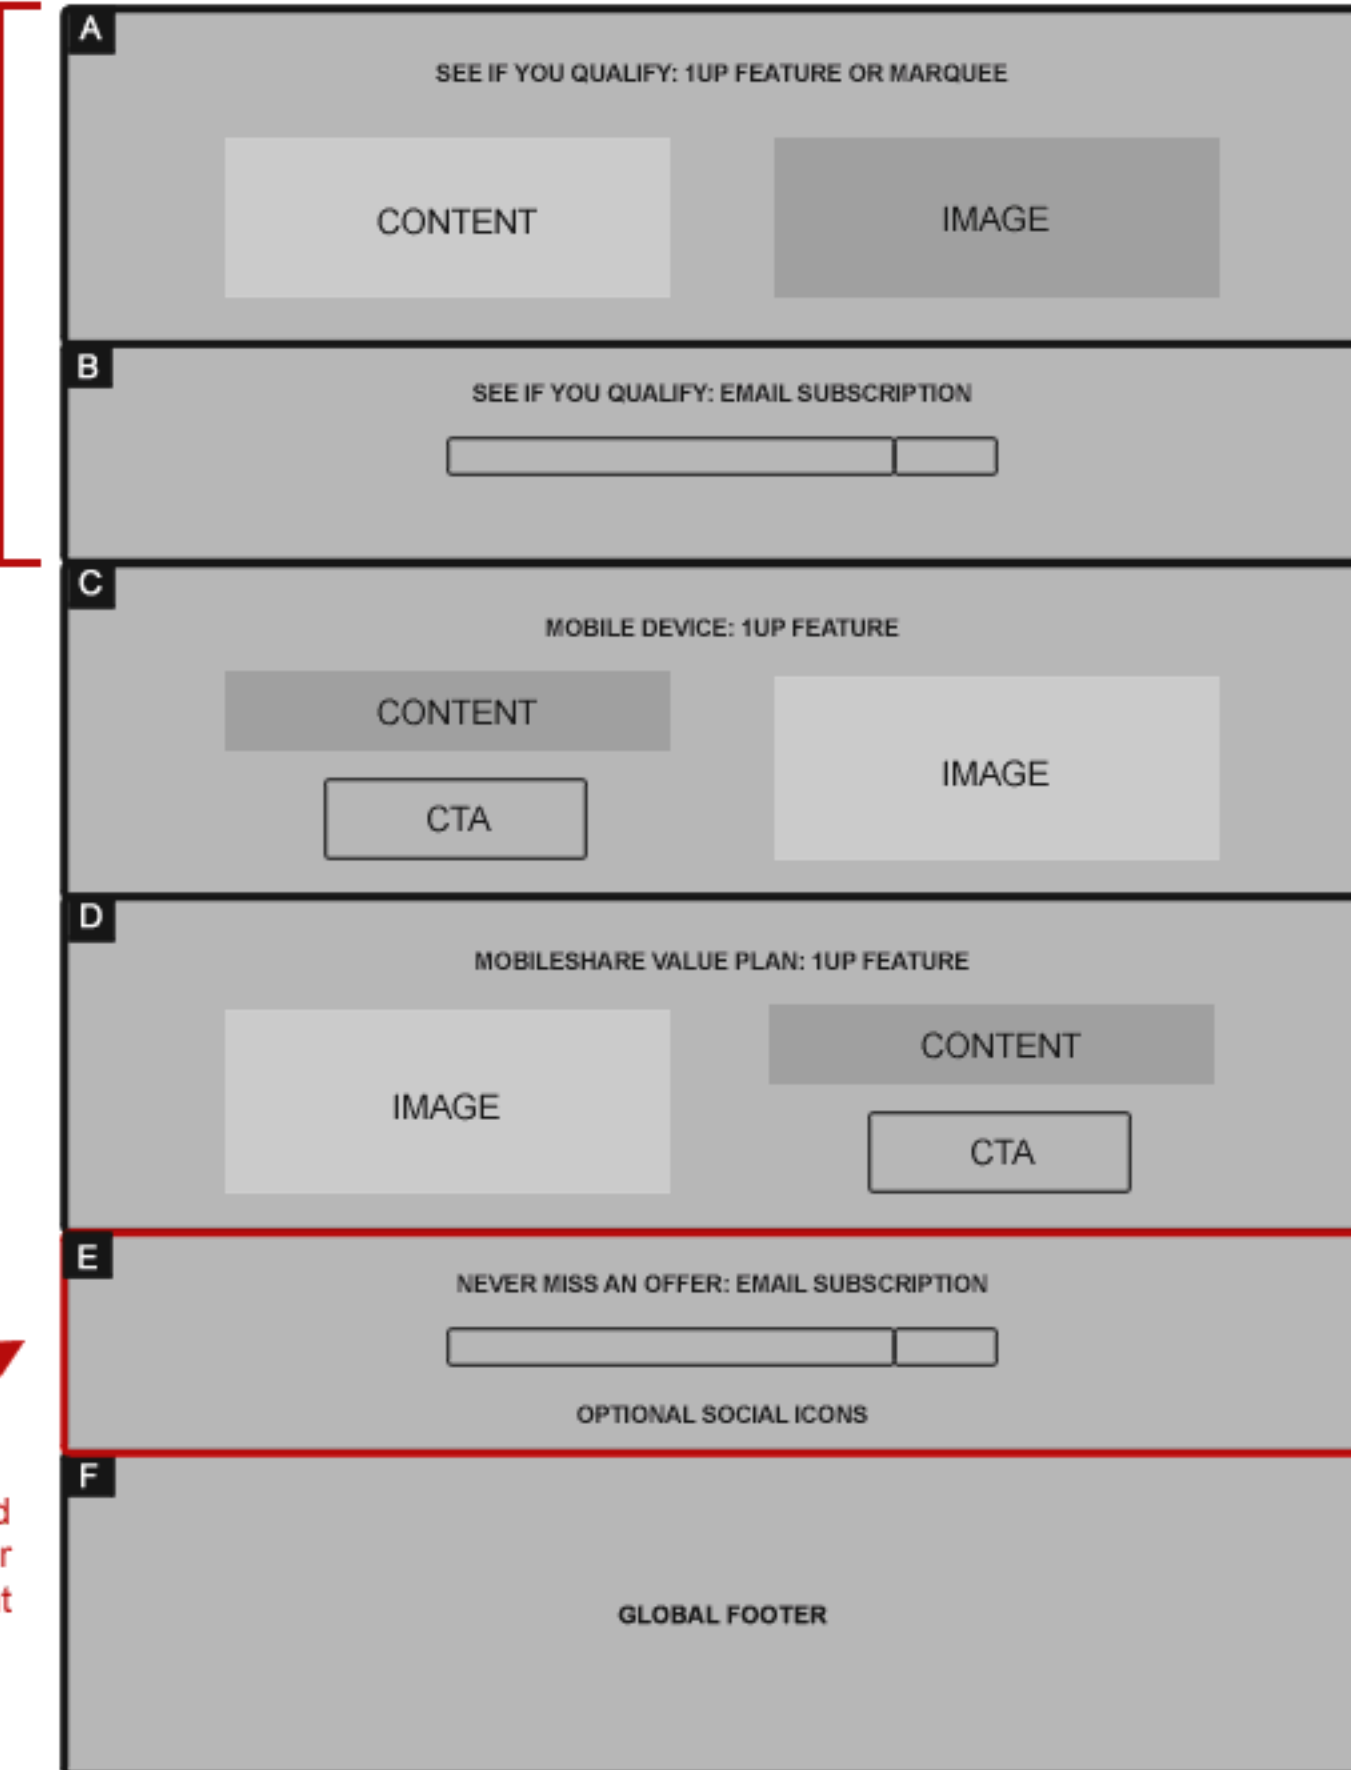 A
SEE IF YOU QUALIFY: 1UP FEATURE OR MARQUEE
CONTENT
IMAGE
B
SEE IF YOU QUALIFY: EMAIL SUBSCRIPTION
C
MOBILE DEVICE: 1UP FEATURE
CONTENT
IMAGE
CTA
D
MOBILESHARE VALUE PLAN: 1UP FEATURE
IMAGE
CONTENT
CTA
E
NEVER MISS AN OFFER: EMAIL SUBSCRIPTION
OPTIONAL SOCIAL ICONS
F
GLOBAL FOOTER